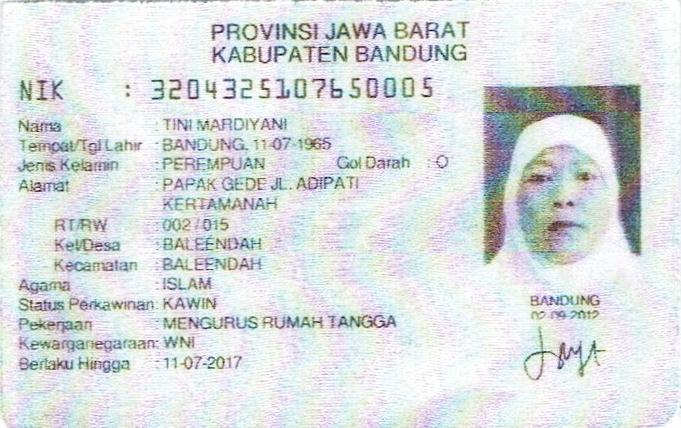 PROVINSI JAWA BARAT
KABUPATEN BANDUNG
NIK : 3204325107650005
Nama : TINI MARDIYANI
Tempat/Tgl Lahir : BANDUNG, 11-07-1965
Jenis Kelamin : PEREMPUAN Gol Darah : O
Alamat : PAPAK GEDE JL. ADIPATI
KERTAMANAH
RT/RW : 002 / 015
Kel/Desa : BALEENDAH
Kecamatan : BALEENDAH
Agama : ISLAM
Status Perkawinan: KAWIN
Pekerjaan : MENGURUS RUMAH TANGGA
Kewarganegaraan: WNI
Berlaku Hingga : 11-07-2017
BANDUNG
02-09-2012